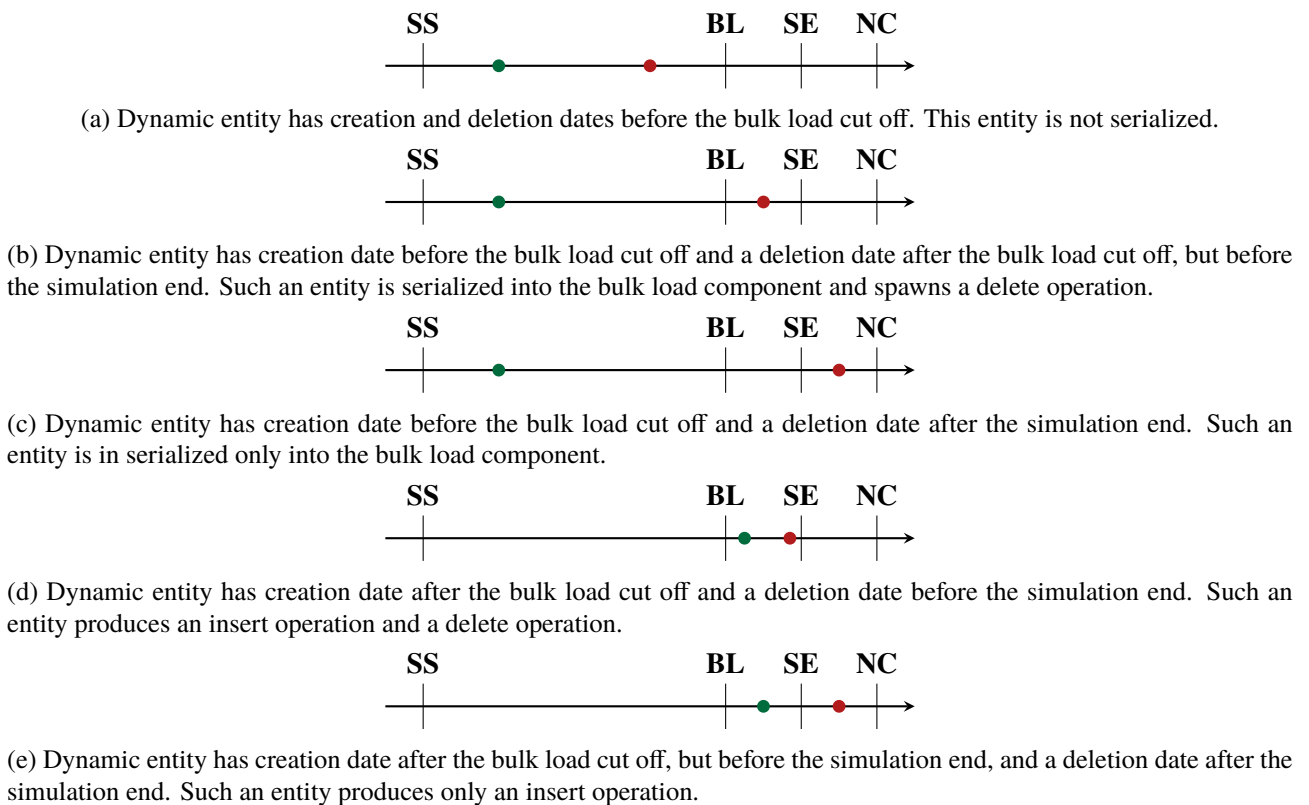 SS BL SE NC
(a) Dynamic entity has creation and deletion dates before the bulk load cut off. This entity is not serialized.
SS BL SE NC
(b) Dynamic entity has creation date before the bulk load cut off and a deletion date after the bulk load cut off, but before
the simulation end. Such an entity is serialized into the bulk load component and spawns a delete operation.
SS BL SE NC
(c) Dynamic entity has creation date before the bulk load cut off and a deletion date after the simulation end. Such an
entity is in serialized only into the bulk load component.
SS BL SE NC
(d) Dynamic entity has creation date after the bulk load cut off and a deletion date before the simulation end. Such an
entity produces an insert operation and a delete operation.
SS BL SE NC
(e) Dynamic entity has creation date after the bulk load cut off, but before the simulation end, and a deletion date after the
simulation end. Such an entity produces only an insert operation.